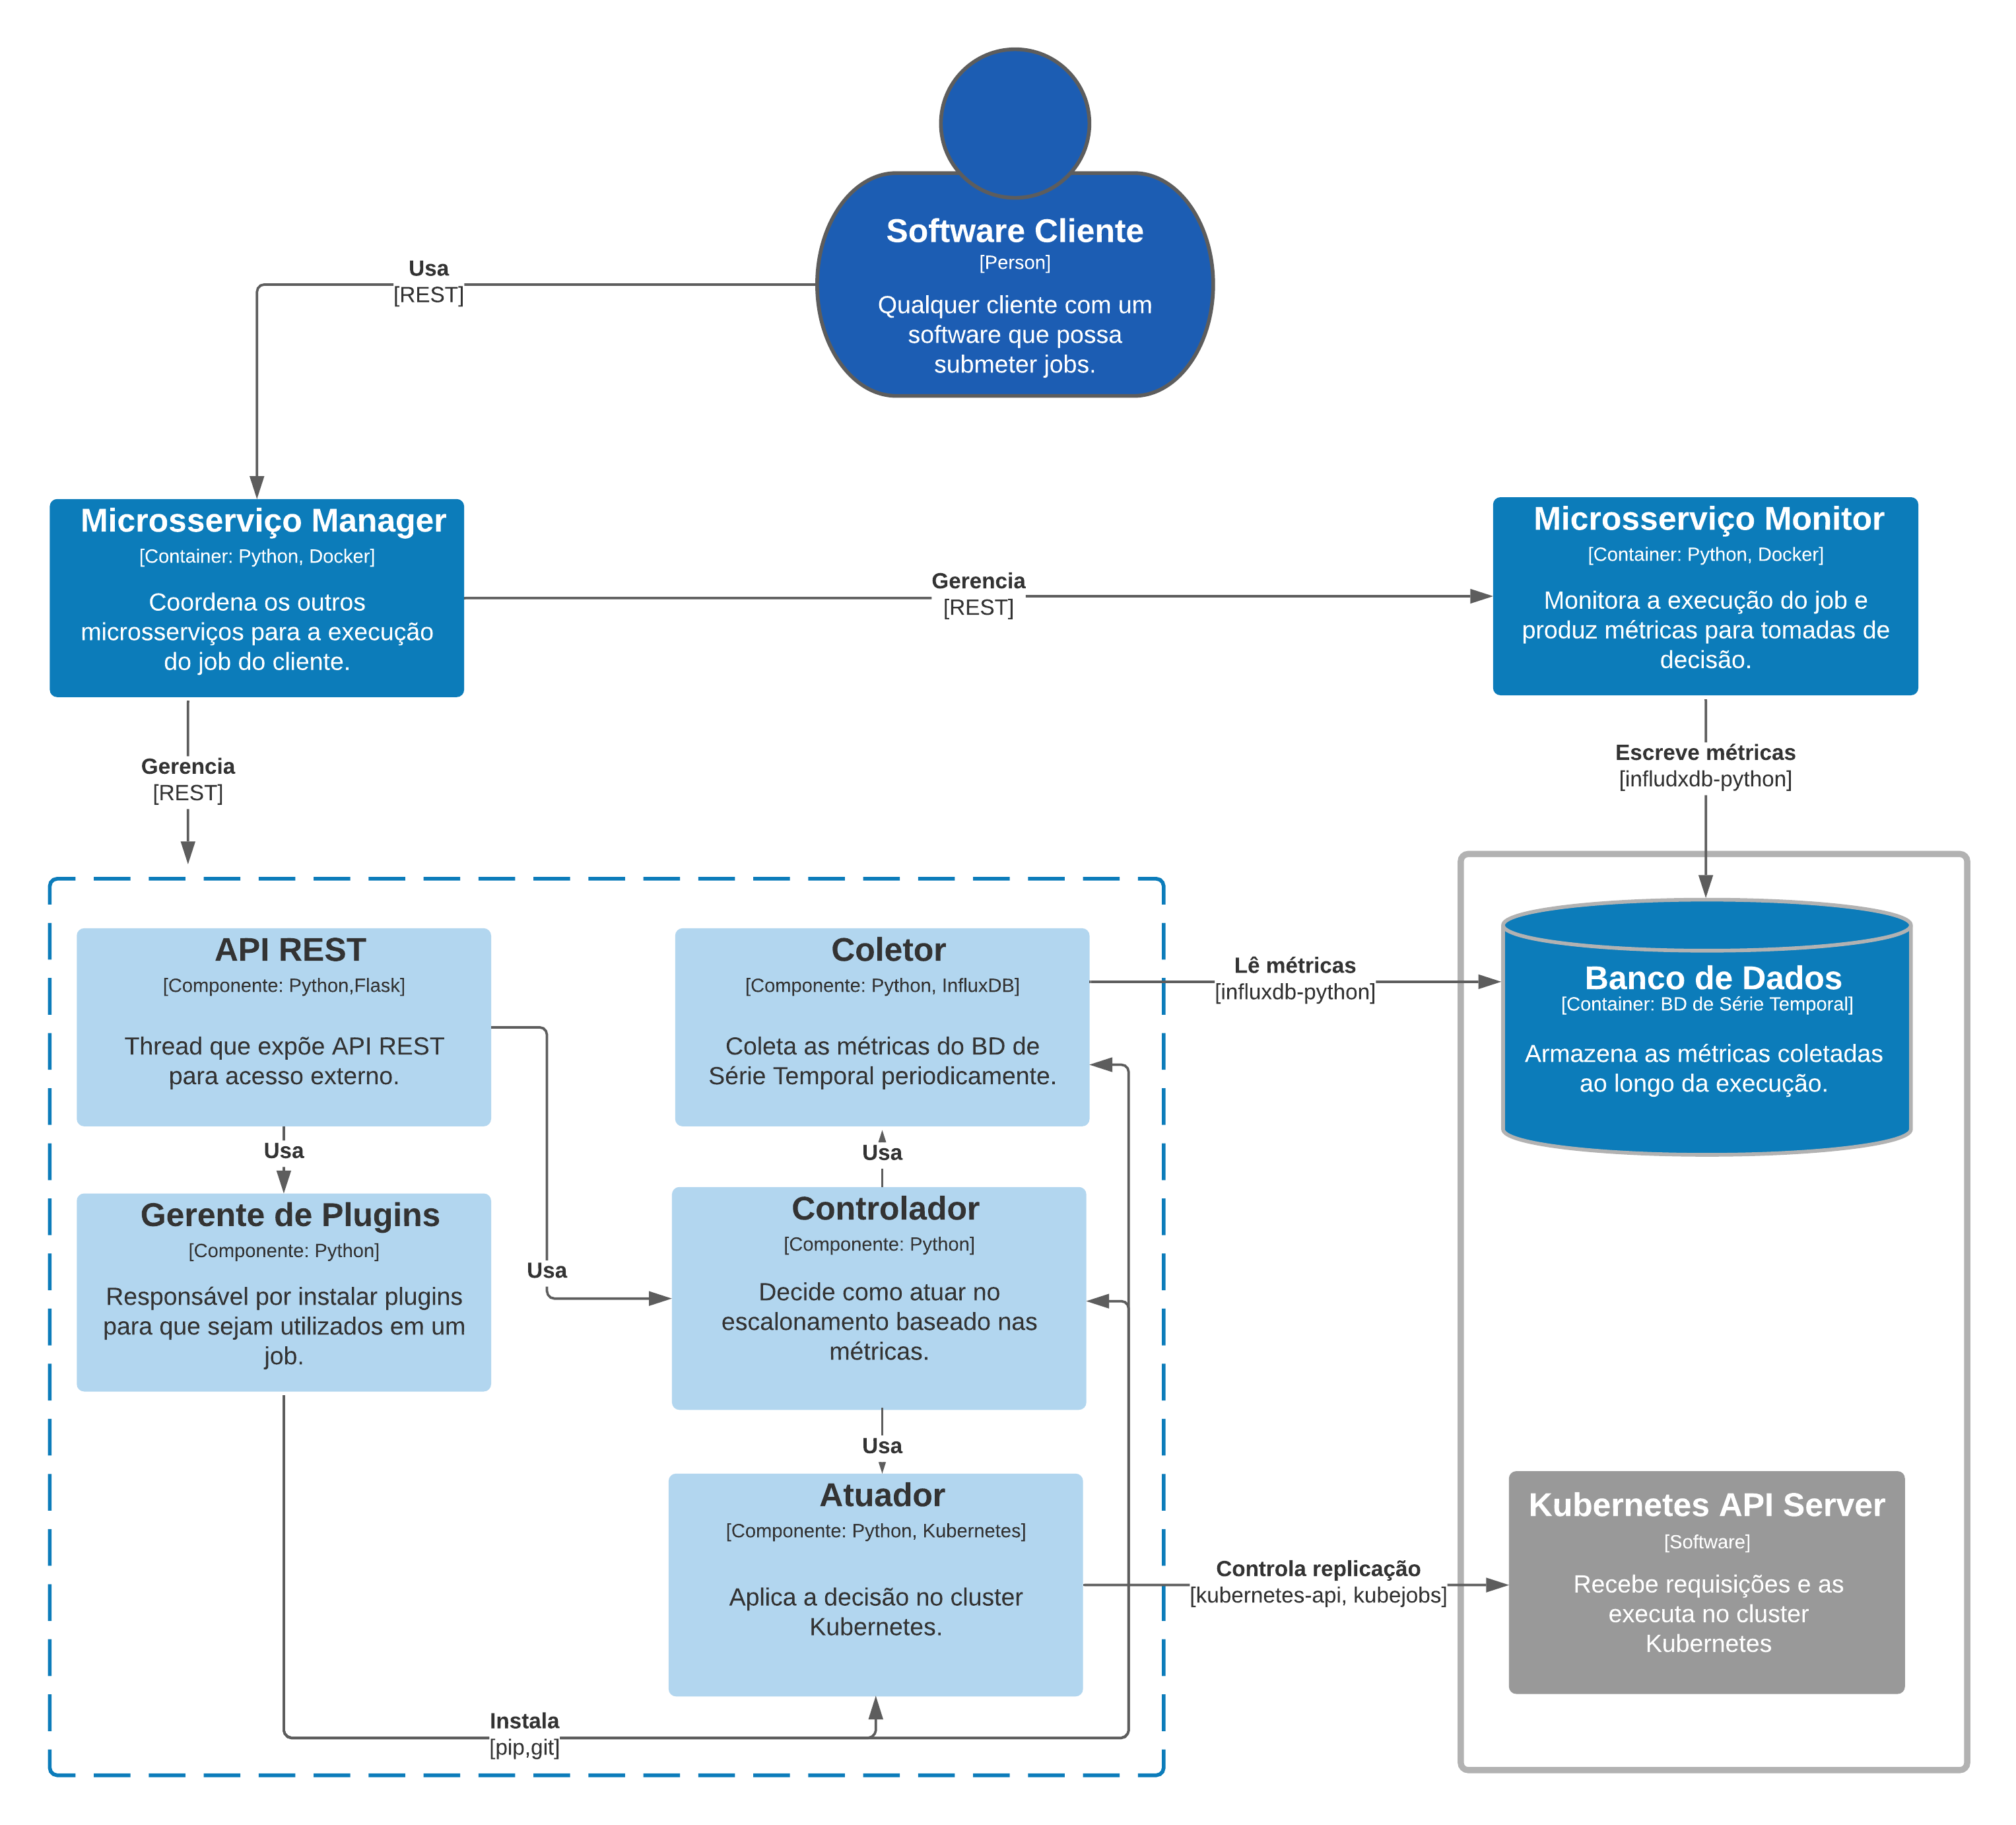 Software Cliente
[Person]
Qualquer cliente com um
software que possa
submeter jobs.
Usa
[REST]
Microsserviço Manager
[Container: Python, Docker]
Coordena os outros
microsserviços para a execução
do job do cliente.
Gerencia
[REST]
Microsserviço Monitor
[Container: Python, Docker]
Monitora a execução do job e
produz métricas para tomadas de
decisão.
Gerencia
[REST]
Escreve métricas
[infludxdb-python]
API REST
[Componente: Python,Flask]
Thread que expõe API REST
para acesso externo.
Coletor
[Componente: Python, InfluxDB]
Coleta as métricas do BD de
Série Temporal periodicamente.
Lê métricas
[influxdb-python]
Banco de Dados
[Container: BD de Série Temporal]
Armazena as métricas coletadas
ao longo da execução.
Usa
Usa
Gerente de Plugins
[Componente: Python]
Responsável por instalar plugins
para que sejam utilizados em um
job.
Usa
Controlador
[Componente: Python]
Decide como atuar no
escalonamento baseado nas
métricas.
Usa
Atuador
[Componente: Python, Kubernetes]
Aplica a decisão no cluster
Kubernetes.
Controla replicação
[kubernetes-api, kubejobs]
Kubernetes API Server
[Software]
Recebe requisições e as
executa no cluster
Kubernetes
Instala
[pip,git]